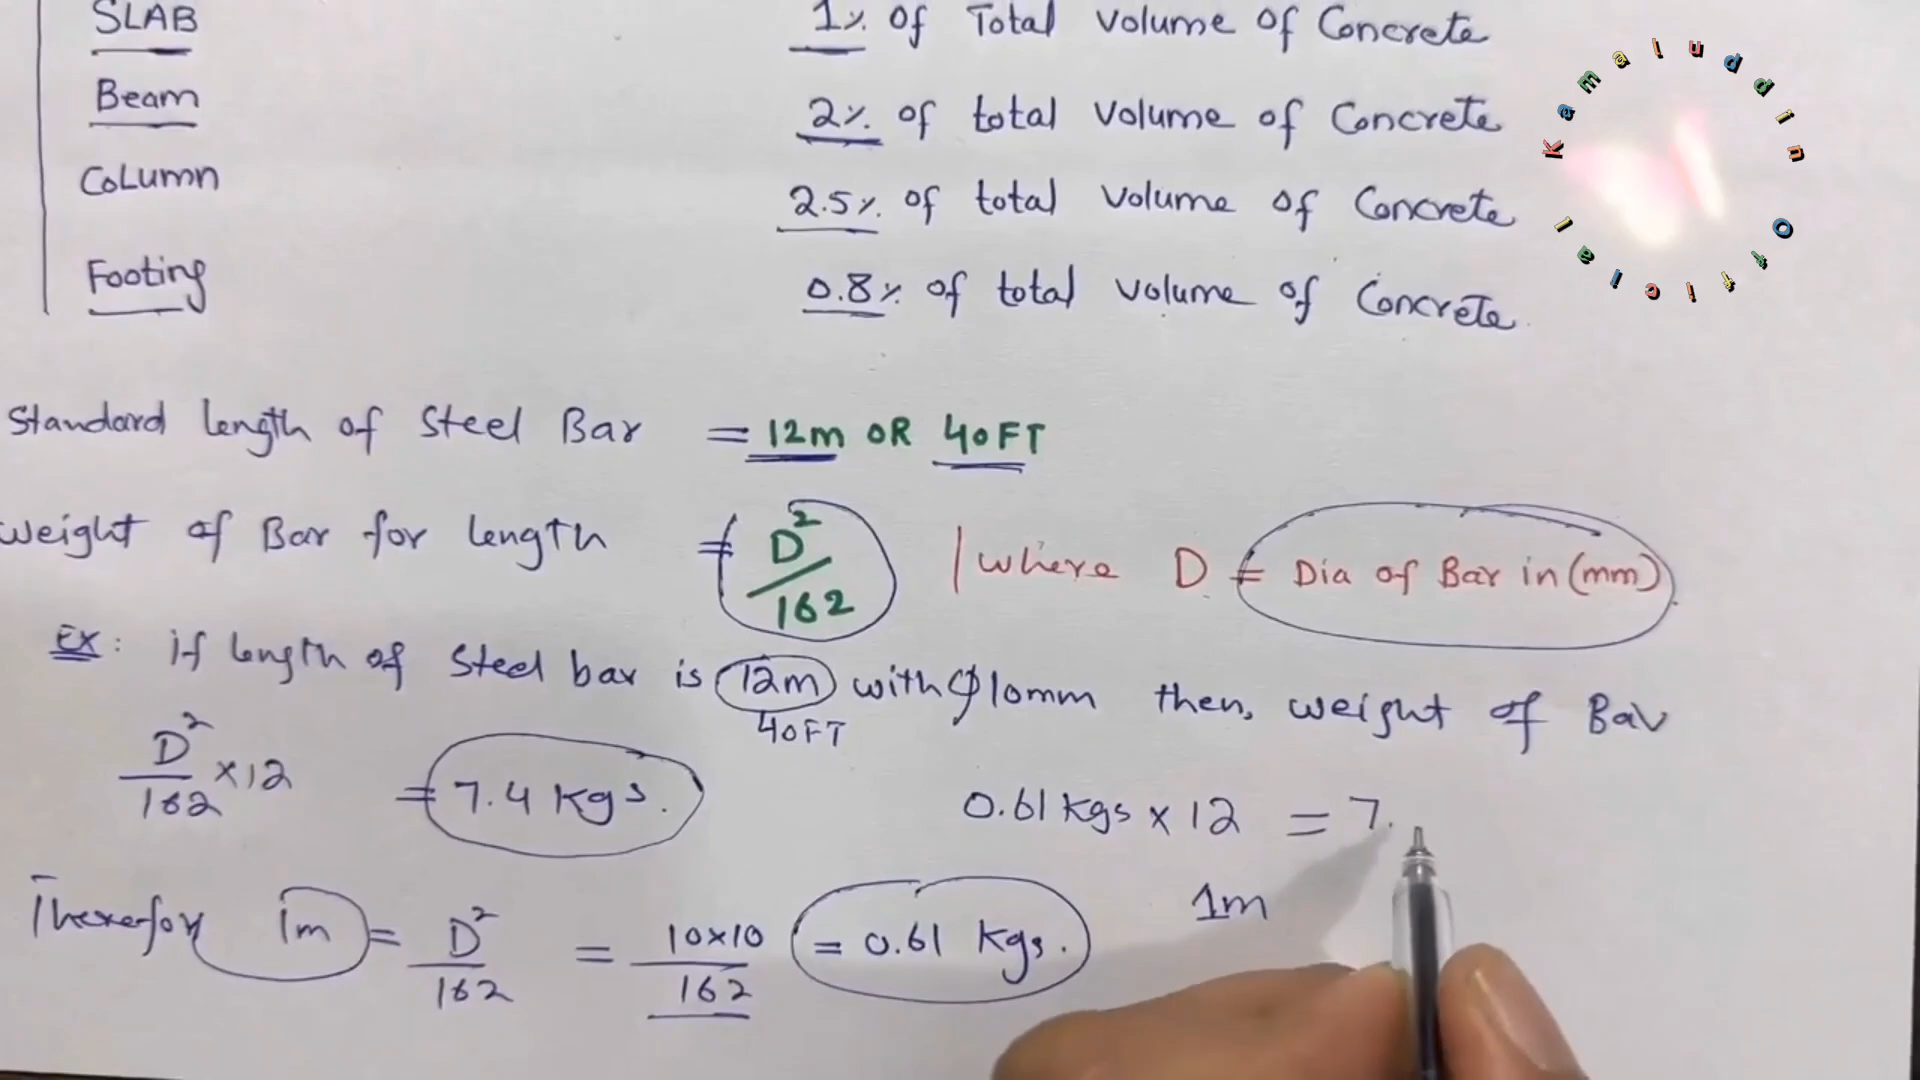 SLAB 1% of Total volume of Concrete
Beam 2% of total volume of Concrete
Column 2.5% of total volume of Concrete
Footing 0.8% of total volume of Concrete
Kamaluddin Official
Standard length of Steel Bar = 12m OR 40FT
weight of Bar for length = D²/162 | where D = Dia of Bar in (mm)
EX: if length of Steel bar is 12m with ϕ10mm then, weight of Bar
40FT
D²/162 ×12 = 7.4 Kgs. 0.61 Kgs × 12 = 7.
Therefor 1m = D²/162 = 10×10/162 = 0.61 Kgs. 1m